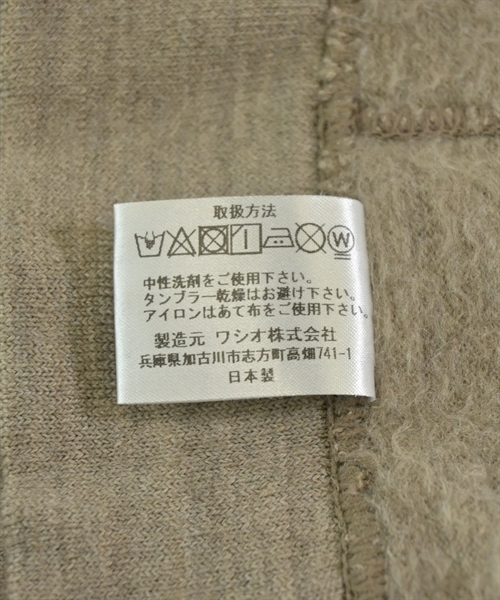 取扱方法
W
中性洗剤をご使用下さい。
タンブラー乾燥はお避け下さい。
アイロンはあて布をご使用下さい。
製造元 ワシオ株式会社
兵庫県加古川市志方町高畑741-1
日本製